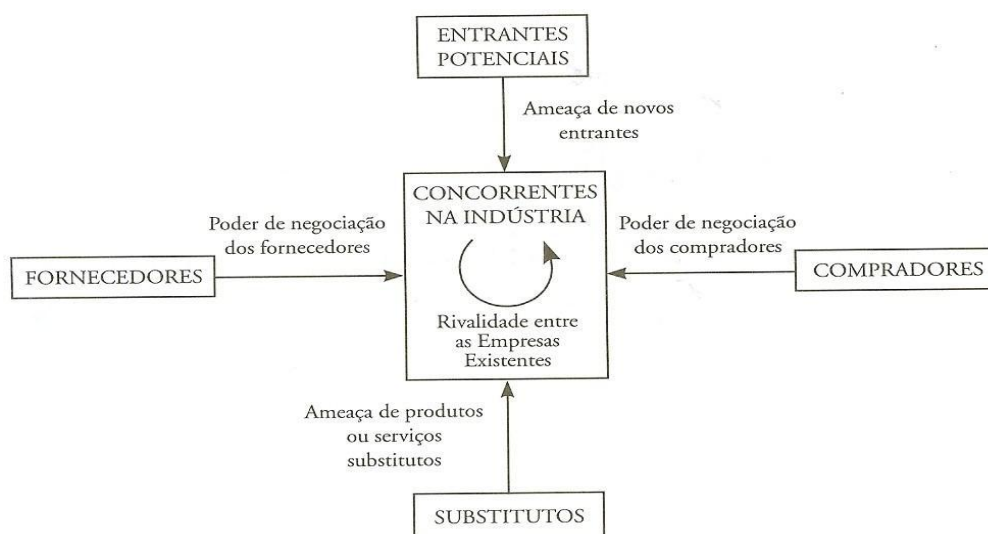 ENTRANTES
POTENCIAIS
Ameaça de novos
entrantes
CONCORRENTES
NA INDÚSTRIA
Poder de negociação
dos fornecedores
Poder de negociação
dos compradores
FORNECEDORES
COMPRADORES
Rivalidade entre
as Empresas
Existentes
Ameaça de produtos
ou serviços
substitutos
SUBSTITUTOS